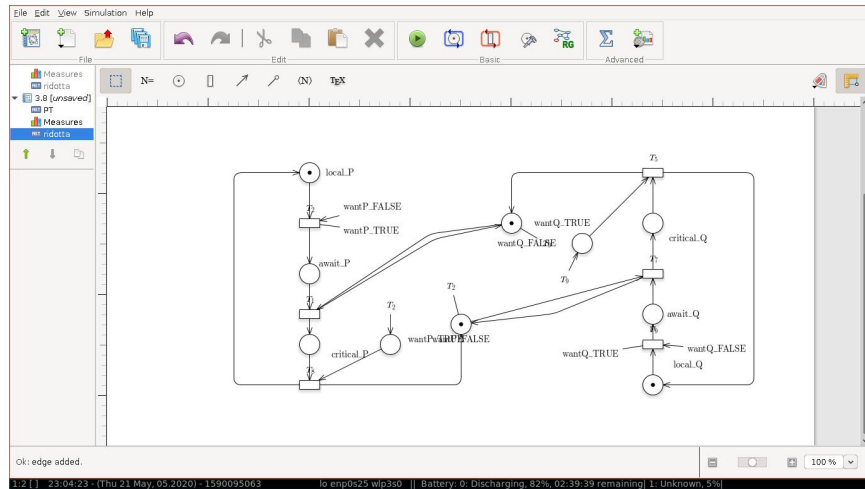 File Edit View Simulation Help
File
Edit
Basic
Advanced
RG
Measures
ridotta
3.8 [unsaved]
PT
Measures
ridotta
N=
⟨N⟩
TEX
local_P
wantP_FALSE
wantP_TRUE
await_P
T2
critical_P
T5
wantQ_TRUE
wantQ_FALSE
critical_Q
T9
T7
T2
await_Q
wantQ_TRUE
wantQ_FALSE
local_Q
Ok: edge added.
100 %
1:2 [ ] 23:04:23 - (Thu 21 May, 05.2020) - 1590095063
lo enp0s25 wlp3s0 || Battery: 0: Discharging, 82%, 02:39:39 remaining| 1: Unknown, 5%|